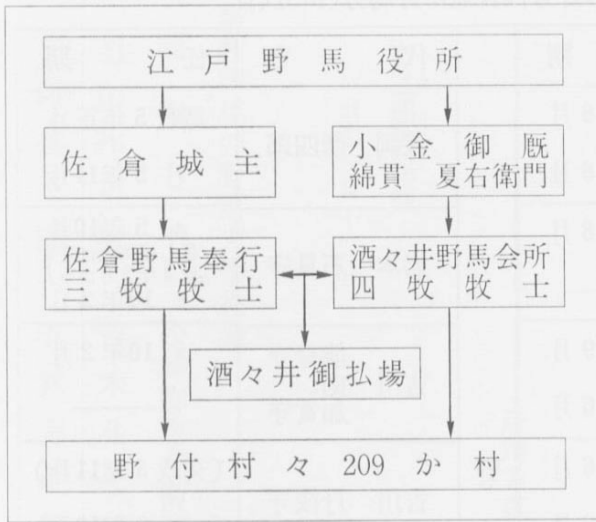 江戸野馬役所
佐倉城主
小金御厩
綿貫 夏右衛門
佐倉野馬奉行
三牧牧士
酒々井野馬会所
四牧牧士
酒々井御払場
野付村々209か村